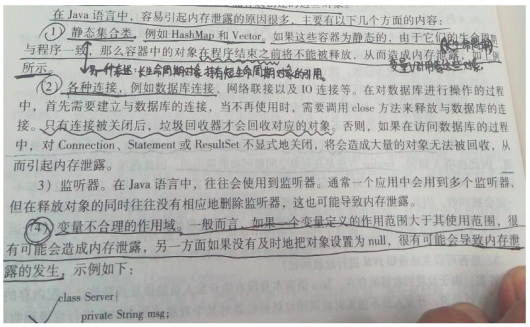 在 Java 语言中，容易引起内存泄露的原因很多，主要有以下几个方面的内容：
① 静态集合类，例如 HashMap 和 Vector。如果这些容器为静态的，由于它们的生命周期
与程序一致，那么容器中的对象在程序结束之前将不能被释放，从而造成内存泄露，如上例
所示。
另一种表述：长生命周期对象持有短生命周期对象的引用
② 各种连接，例如数据库连接、网络联接以及 IO 连接等。在对数据库进行操作的过程
中，首先需要建立与数据库的连接，当不再使用时，需要调用 close 方法来释放与数据库的连
接。只有连接被关闭后，垃圾回收器才会回收对应的对象。否则，如果在访问数据库的过程
中，对 Connection、Statement 或 ResultSet 不显式地关闭，将会造成大量的对象无法被回收，从
而引起内存泄露。
3）监听器。在 Java 语言中，往往会使用到监听器。通常一个应用中会用到多个监听器，
但在释放对象的同时往往没有相应地删除监听器，这也可能导致内存泄露。
④ 变量不合理的作用域。一般而言，如果一个变量定义的作用范围大于其使用范围，很
有可能会造成内存泄露，另一方面如果没有及时地把对象设置为 null，很有可能会导致内存泄
露的发生，示例如下：
class Server{
private String msg;